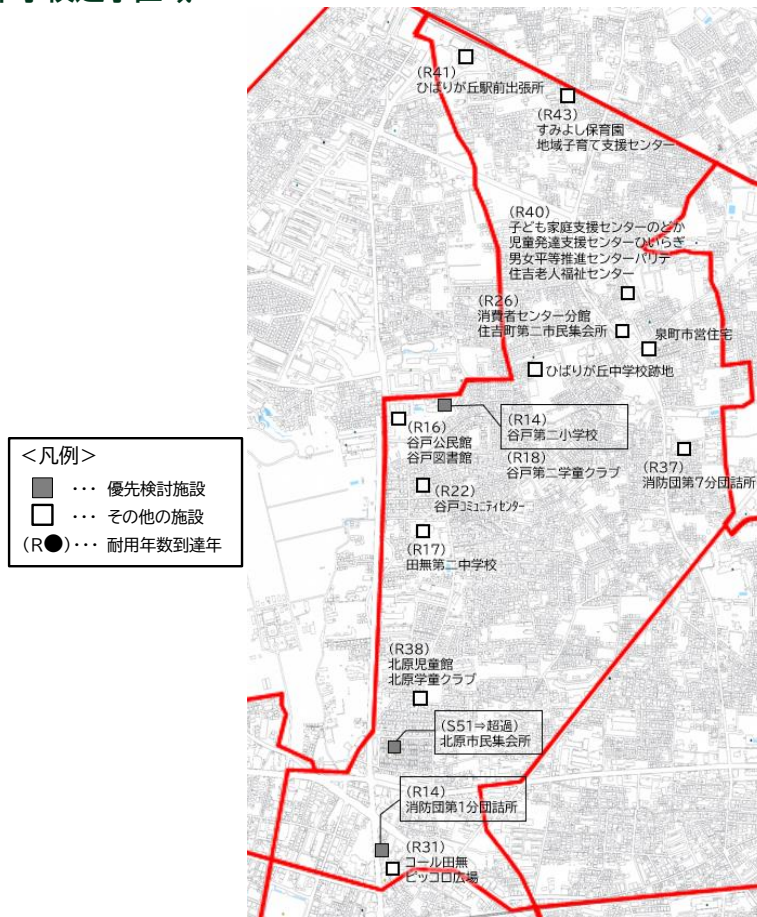 (R41)
ひばりが丘駅前出張所
(R43)
すみよし保育園
地域子育て支援センター
(R40)
子ども家庭支援センターのどか
児童発達支援センターひいらぎ
男女平等推進センターパリテ
住吉老人福祉センター
(R26)
消費者センター分館
住吉町第二市民集会所
泉町市営住宅
ひばりが丘中学校跡地
(R14)
谷戸第二小学校
(R16)
谷戸公民館
谷戸図書館
(R18)
谷戸第二学童クラブ
(R37)
消防団第7分団詰所
<凡例>
･･･ 優先検討施設
･･･ その他の施設
(R●)･･･ 耐用年数到達年
(R22)
谷戸コミュニティセンター
(R17)
田無第二中学校
(R38)
北原児童館
北原学童クラブ
(S51⇒超過)
北原市民集会所
(R14)
消防団第1分団詰所
(R31)
コール田無
ピッコロ広場